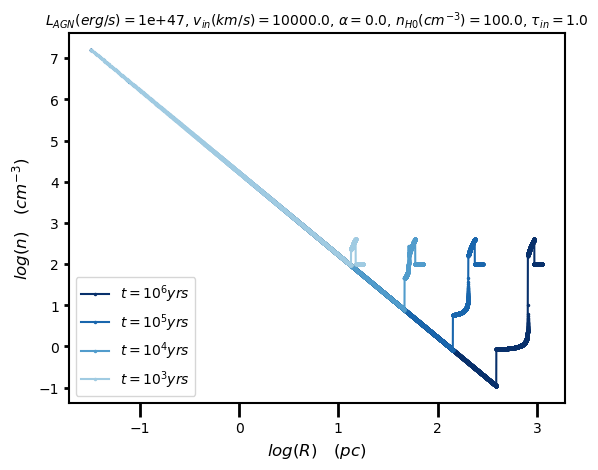 L_{AGN}(erg/s) = 1e+47, v_{in}(km/s) = 10000.0, α = 0.0, n_{H0}(cm^{-3}) = 100.0, τ_{in} = 1.0
log(n) (cm^{-3})
7
6
5
4
3
2
1
0
−1
t = 10^6 yrs
t = 10^5 yrs
t = 10^4 yrs
t = 10^3 yrs
−1 0 1 2 3
log(R) (pc)